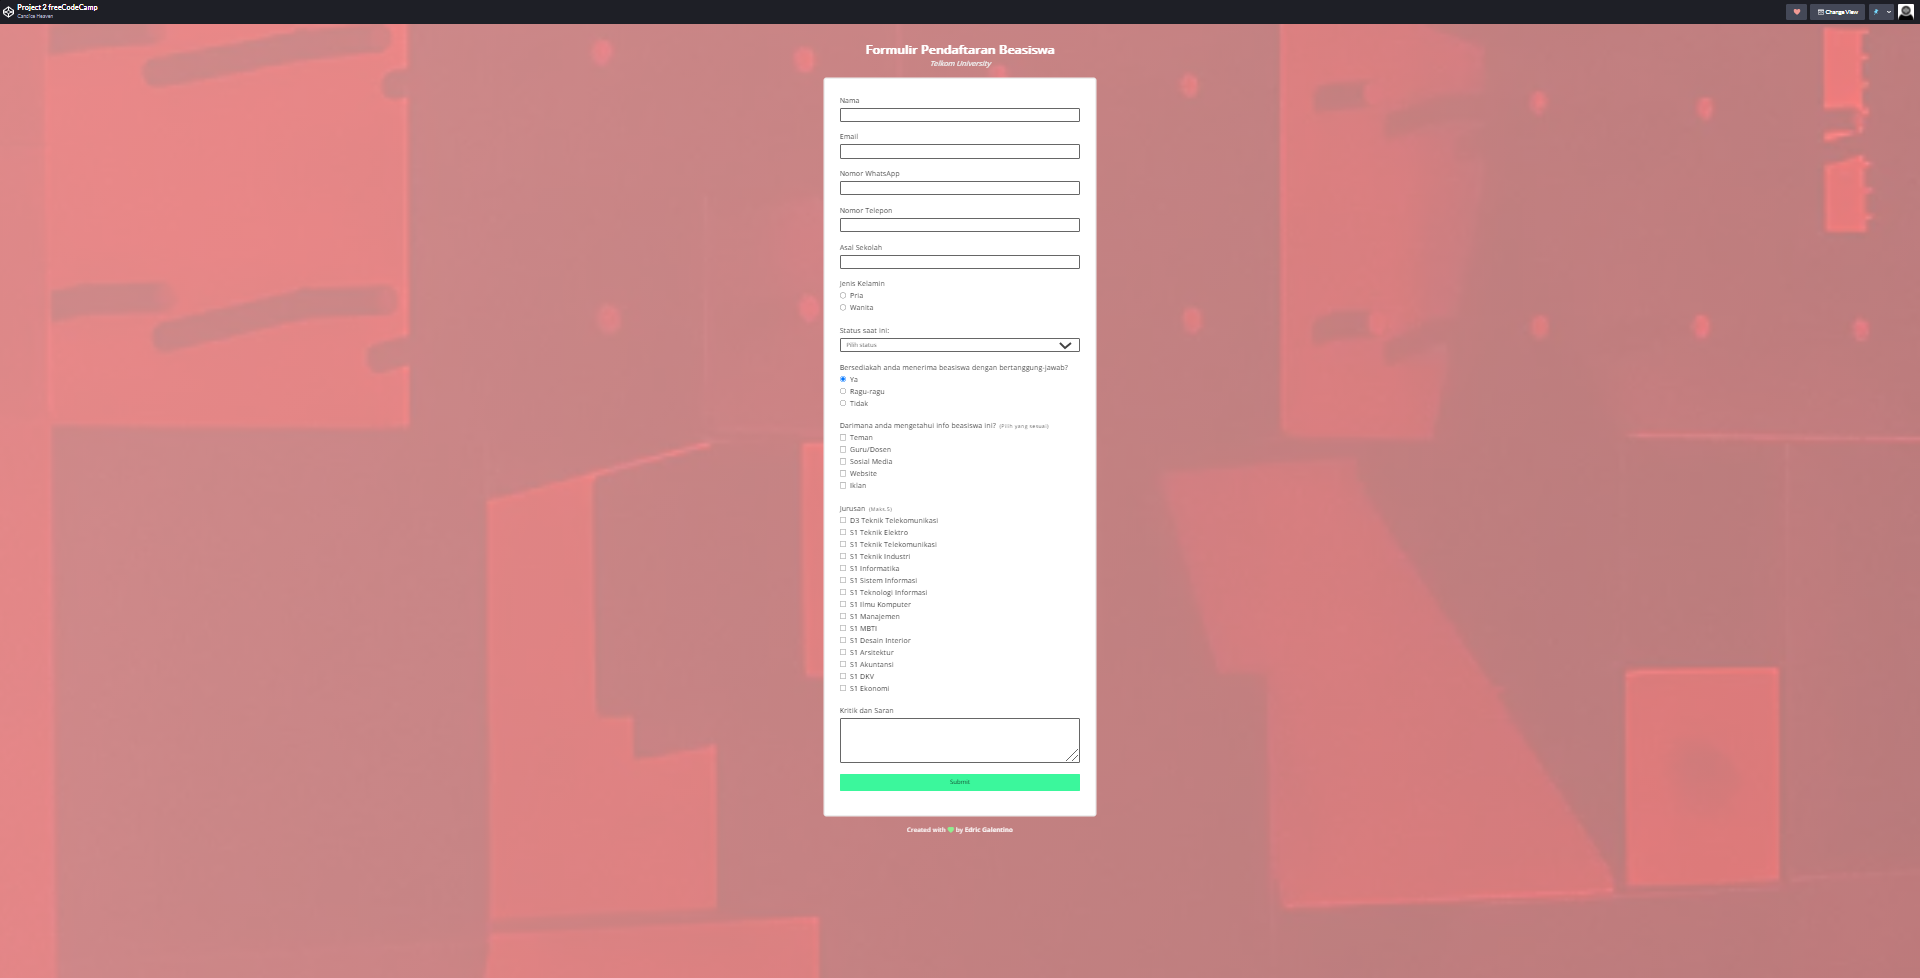 Project 2 freeCodeCamp
Candice Heaven
Change View
Formulir Pendaftaran Beasiswa
Telkom University
Nama
Email
Nomor WhatsApp
Nomor Telepon
Asal Sekolah
Jenis Kelamin
Pria
Wanita
Status saat ini:
Pilih status
Bersediakah anda menerima beasiswa dengan bertanggung-jawab?
Ya
Ragu-ragu
Tidak
Darimana anda mengetahui info beasiswa ini? (Pilih yang sesuai)
Teman
Guru/Dosen
Sosial Media
Website
Iklan
Jurusan (Maks.5)
D3 Teknik Telekomunikasi
S1 Teknik Elektro
S1 Teknik Telekomunikasi
S1 Teknik Industri
S1 Informatika
S1 Sistem Informasi
S1 Teknologi Informasi
S1 Ilmu Komputer
S1 Manajemen
S1 MBTI
S1 Desain Interior
S1 Arsitektur
S1 Akuntansi
S1 DKV
S1 Ekonomi
Kritik dan Saran
Submit
Created with 💚 by Edric Galentino